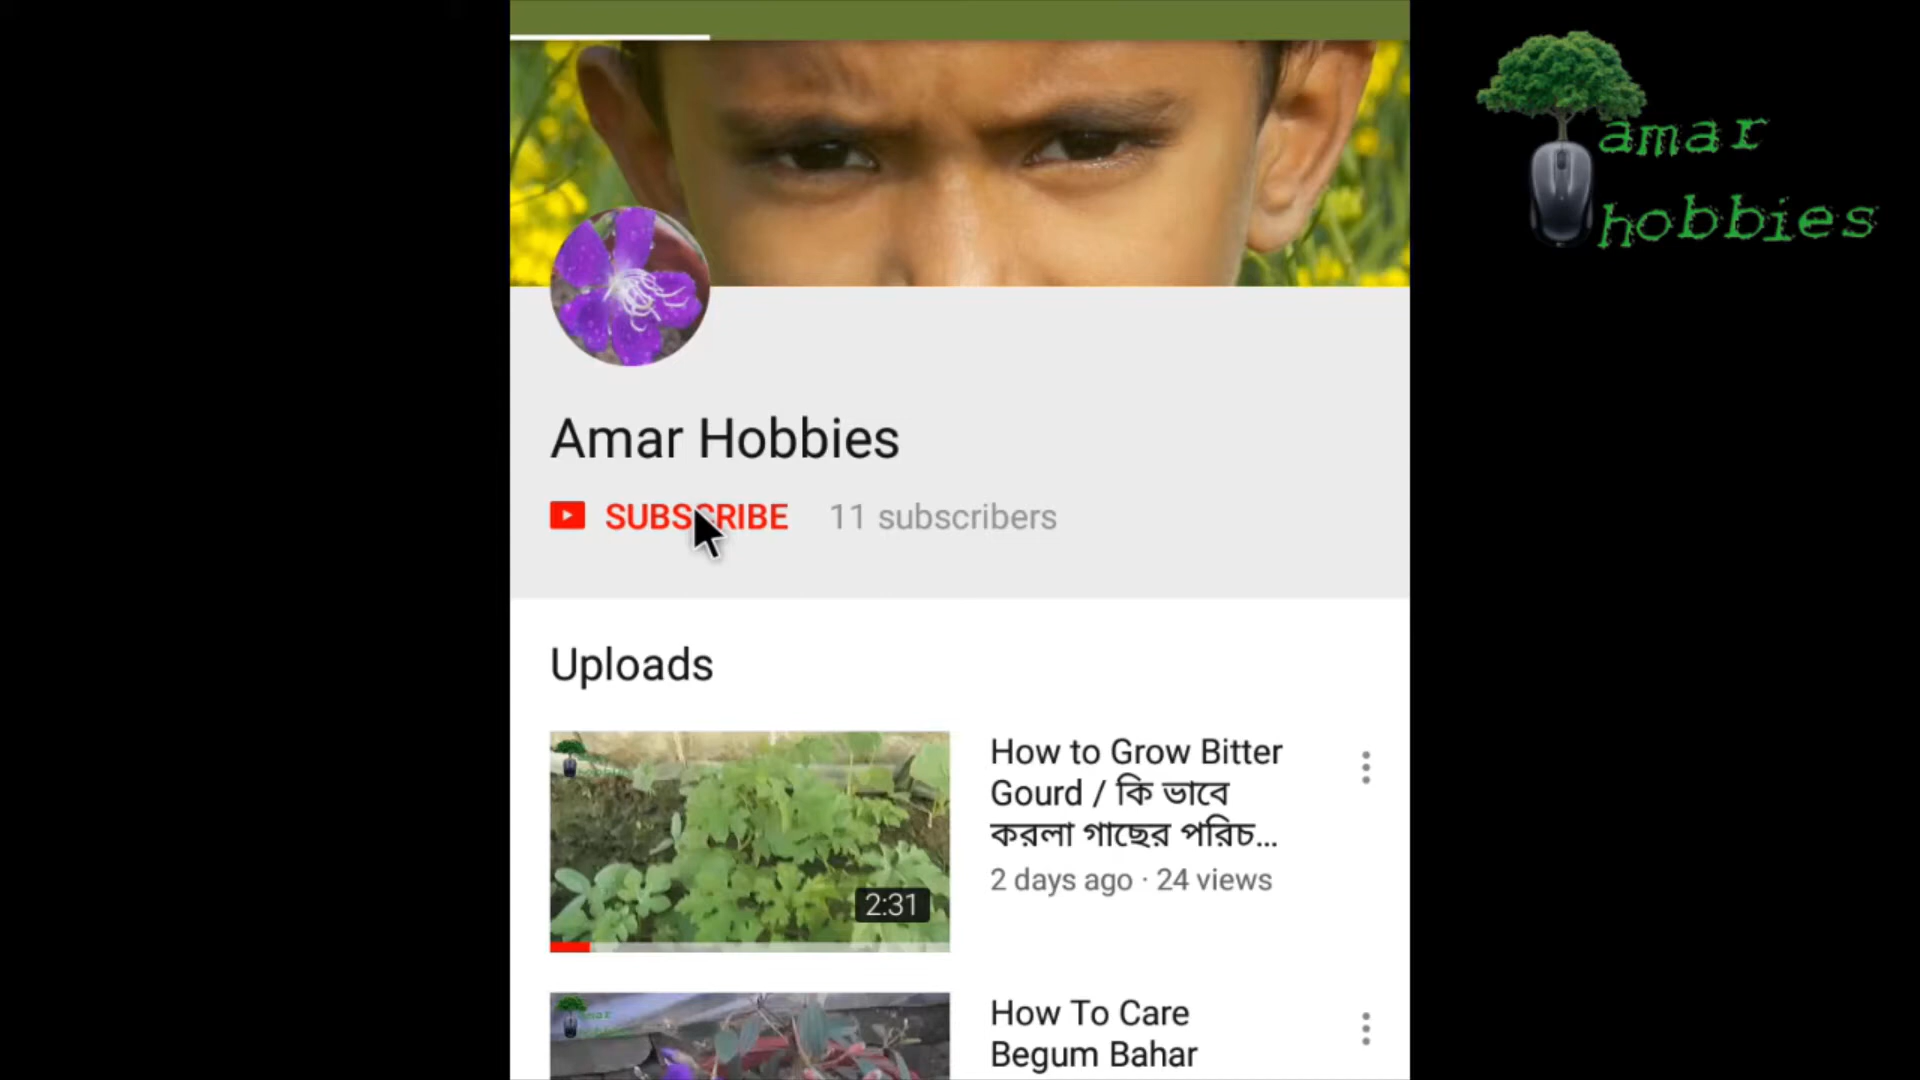 amar
hobbies
Amar Hobbies
SUBSCRIBE 11 subscribers
Uploads
How to Grow Bitter
Gourd / কি ভাবে
করলা গাছের পরিচ...
2 days ago · 24 views
2:31
How To Care
Begum Bahar